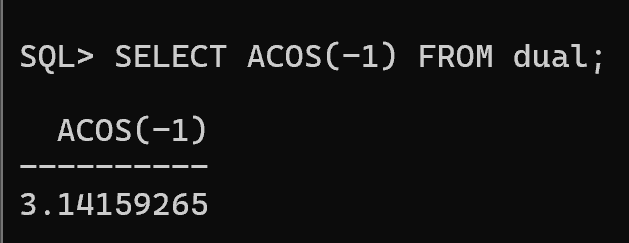 SQL> SELECT ACOS(-1) FROM dual;
ACOS(-1)
----------
3.14159265